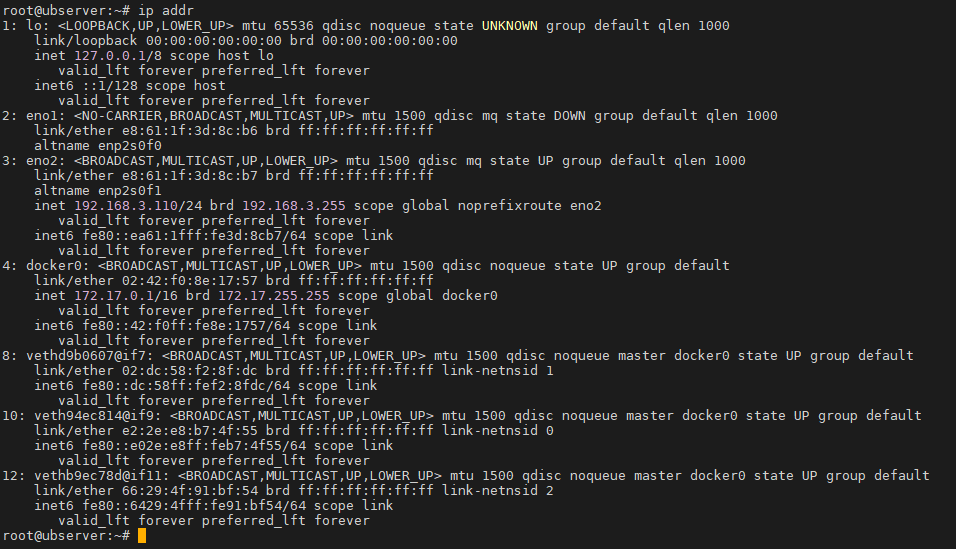 root@ubserver:~# ip addr
1: lo: <LOOPBACK,UP,LOWER_UP> mtu 65536 qdisc noqueue state UNKNOWN group default qlen 1000
    link/loopback 00:00:00:00:00:00 brd 00:00:00:00:00:00
    inet 127.0.0.1/8 scope host lo
       valid_lft forever preferred_lft forever
    inet6 ::1/128 scope host
       valid_lft forever preferred_lft forever
2: eno1: <NO-CARRIER,BROADCAST,MULTICAST,UP> mtu 1500 qdisc mq state DOWN group default qlen 1000
    link/ether e8:61:1f:3d:8c:b6 brd ff:ff:ff:ff:ff:ff
    altname enp2s0f0
3: eno2: <BROADCAST,MULTICAST,UP,LOWER_UP> mtu 1500 qdisc mq state UP group default qlen 1000
    link/ether e8:61:1f:3d:8c:b7 brd ff:ff:ff:ff:ff:ff
    altname enp2s0f1
    inet 192.168.3.110/24 brd 192.168.3.255 scope global noprefixroute eno2
       valid_lft forever preferred_lft forever
    inet6 fe80::ea61:1fff:fe3d:8cb7/64 scope link
       valid_lft forever preferred_lft forever
4: docker0: <BROADCAST,MULTICAST,UP,LOWER_UP> mtu 1500 qdisc noqueue state UP group default
    link/ether 02:42:f0:8e:17:57 brd ff:ff:ff:ff:ff:ff
    inet 172.17.0.1/16 brd 172.17.255.255 scope global docker0
       valid_lft forever preferred_lft forever
    inet6 fe80::42:f0ff:fe8e:1757/64 scope link
       valid_lft forever preferred_lft forever
8: vethd9b0607@if7: <BROADCAST,MULTICAST,UP,LOWER_UP> mtu 1500 qdisc noqueue master docker0 state UP group default
    link/ether 02:dc:58:f2:8f:dc brd ff:ff:ff:ff:ff:ff link-netnsid 1
    inet6 fe80::dc:58ff:fef2:8fdc/64 scope link
       valid_lft forever preferred_lft forever
10: veth94ec814@if9: <BROADCAST,MULTICAST,UP,LOWER_UP> mtu 1500 qdisc noqueue master docker0 state UP group default
    link/ether e2:2e:e8:b7:4f:55 brd ff:ff:ff:ff:ff:ff link-netnsid 0
    inet6 fe80::e02e:e8ff:feb7:4f55/64 scope link
       valid_lft forever preferred_lft forever
12: vethb9ec78d@if11: <BROADCAST,MULTICAST,UP,LOWER_UP> mtu 1500 qdisc noqueue master docker0 state UP group default
    link/ether 66:29:4f:91:bf:54 brd ff:ff:ff:ff:ff:ff link-netnsid 2
    inet6 fe80::6429:4fff:fe91:bf54/64 scope link
       valid_lft forever preferred_lft forever
root@ubserver:~#